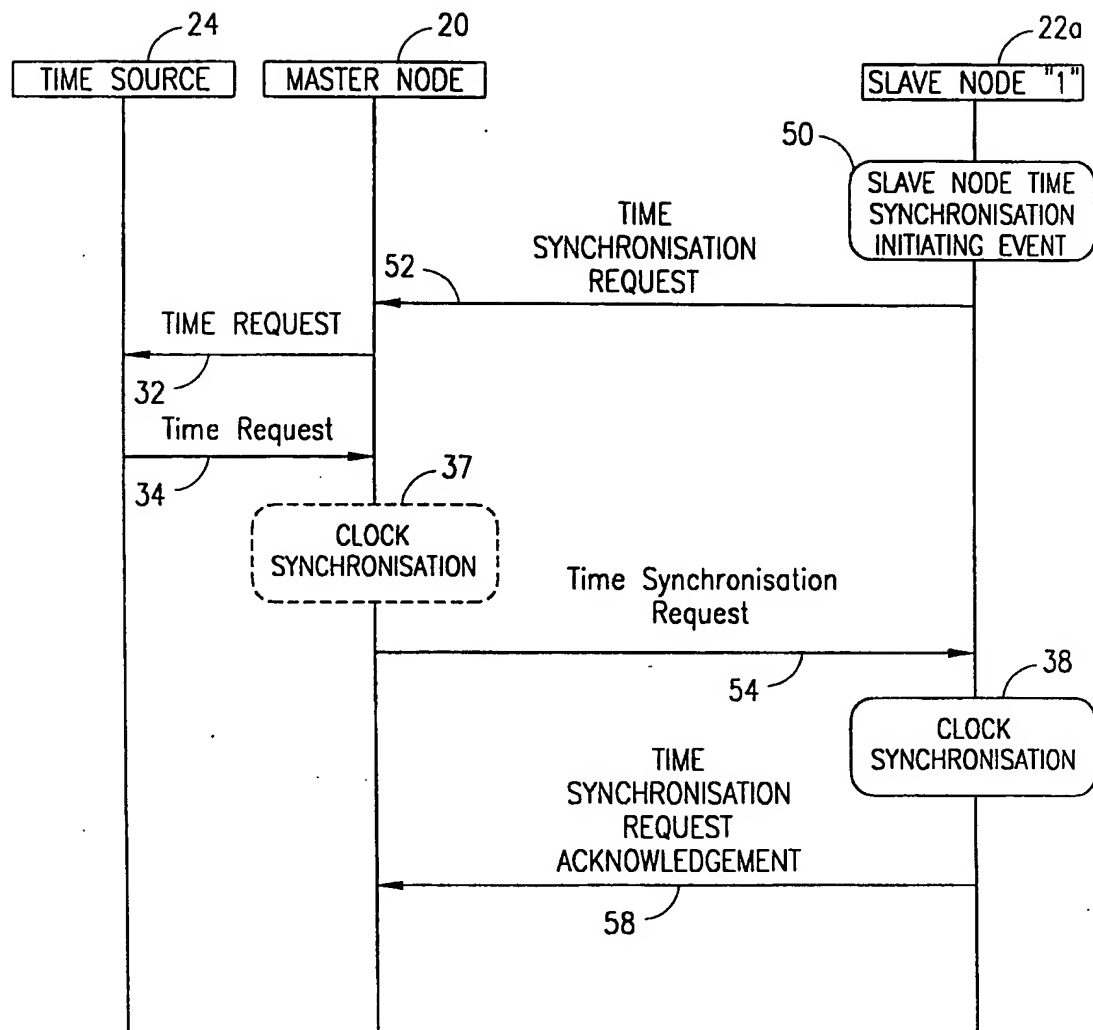 24
20
22a
TIME SOURCE
MASTER NODE
SLAVE NODE "1"
50
SLAVE NODE TIME
SYNCHRONISATION
INITIATING EVENT
TIME
SYNCHRONISATION
REQUEST
52
TIME REQUEST
32
Time Request
34
37
CLOCK
SYNCHRONISATION
Time Synchronisation
Request
54
38
CLOCK
SYNCHRONISATION
TIME
SYNCHRONISATION
REQUEST
ACKNOWLEDGEMENT
58